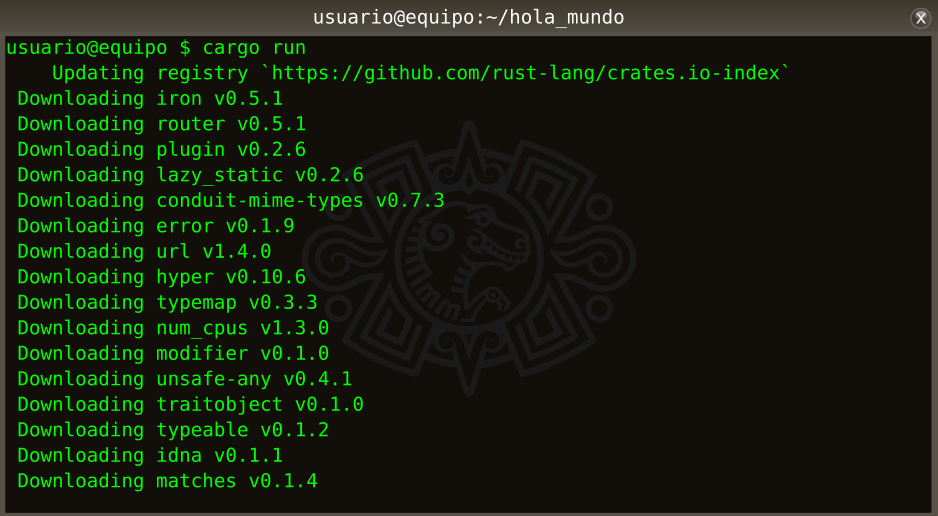 usuario@equipo:~/hola_mundo
usuario@equipo $ cargo run
Updating registry `https://github.com/rust-lang/crates.io-index`
Downloading iron v0.5.1
Downloading router v0.5.1
Downloading plugin v0.2.6
Downloading lazy_static v0.2.6
Downloading conduit-mime-types v0.7.3
Downloading error v0.1.9
Downloading url v1.4.0
Downloading hyper v0.10.6
Downloading typemap v0.3.3
Downloading num_cpus v1.3.0
Downloading modifier v0.1.0
Downloading unsafe-any v0.4.1
Downloading traitobject v0.1.0
Downloading typeable v0.1.2
Downloading idna v0.1.1
Downloading matches v0.1.4